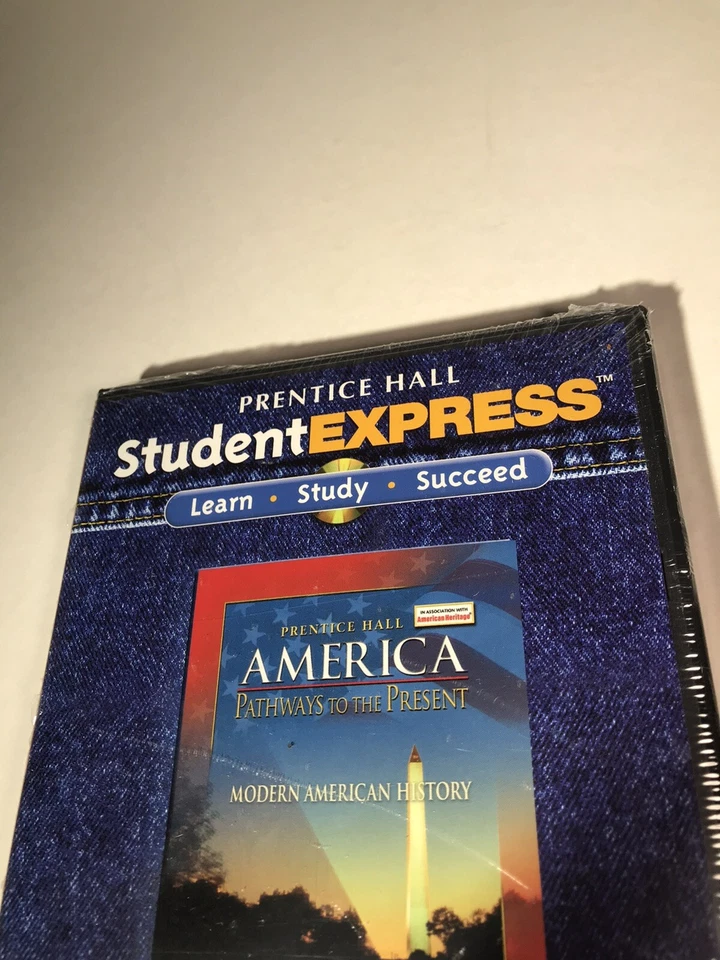 PRENTICE HALL
StudentEXPRESS™
Learn • Study • Succeed
IN ASSOCIATION WITH
American Heritage®
PRENTICE HALL
AMERICA
PATHWAYS TO THE PRESENT
MODERN AMERICAN HISTORY